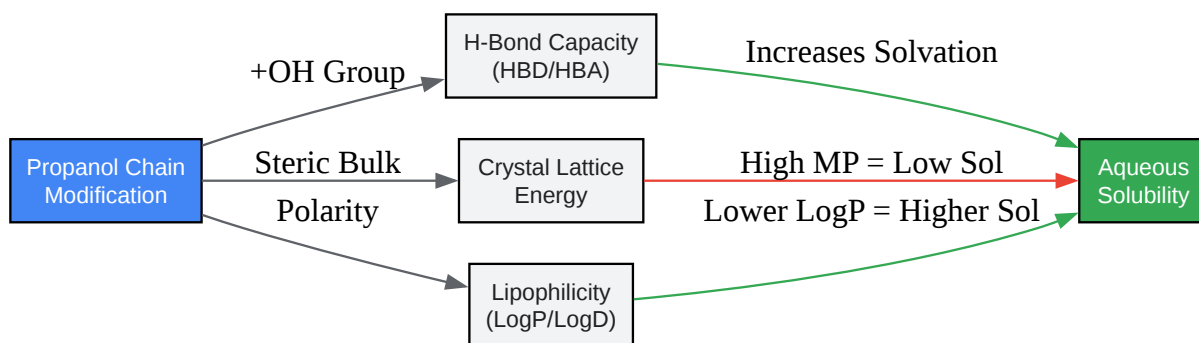 H-Bond Capacity
(HBD/HBA)
+OH Group
Increases Solvation
Propanol Chain
Modification
Steric Bulk
Crystal Lattice
Energy
High MP = Low Sol
Aqueous
Solubility
Polarity
Lower LogP = Higher Sol
Lipophilicity
(LogP/LogD)